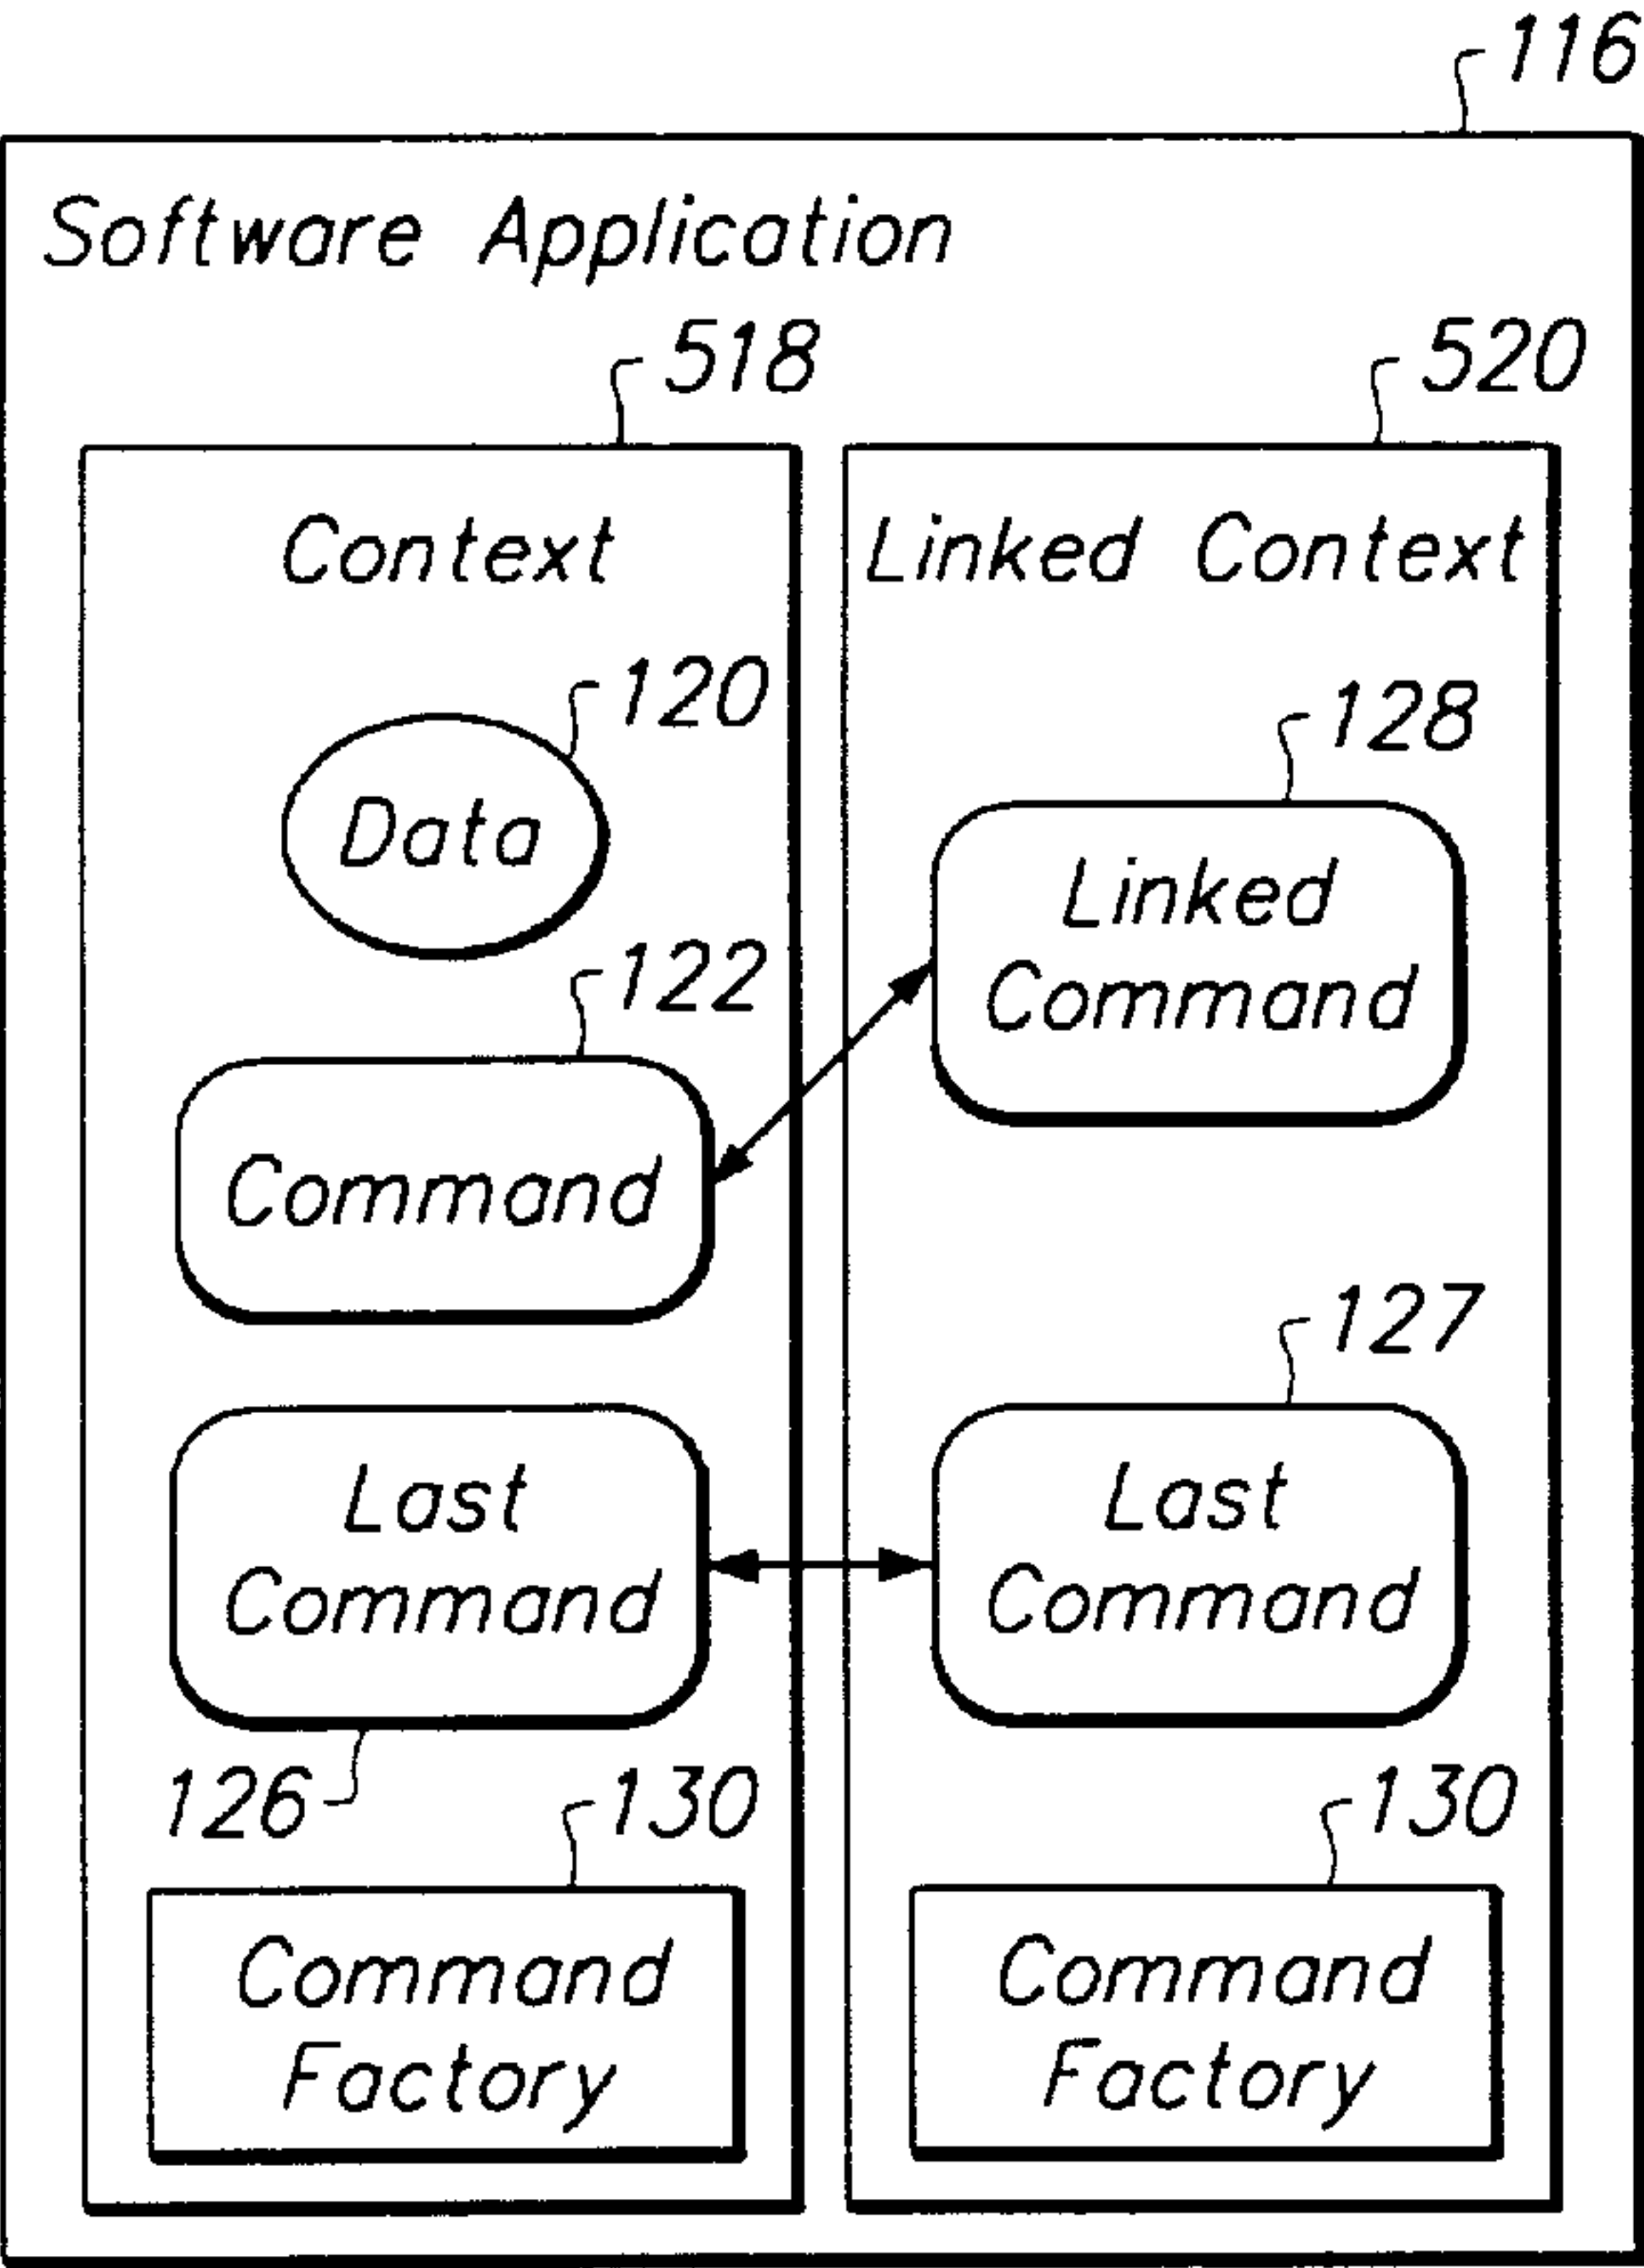 116
Software Application
518
520
Context
Linked Context
120
128
Data
Linked
Command
122
Command
127
Last
Command
Last
Command
126
130
130
Command
Factory
Command
Factory